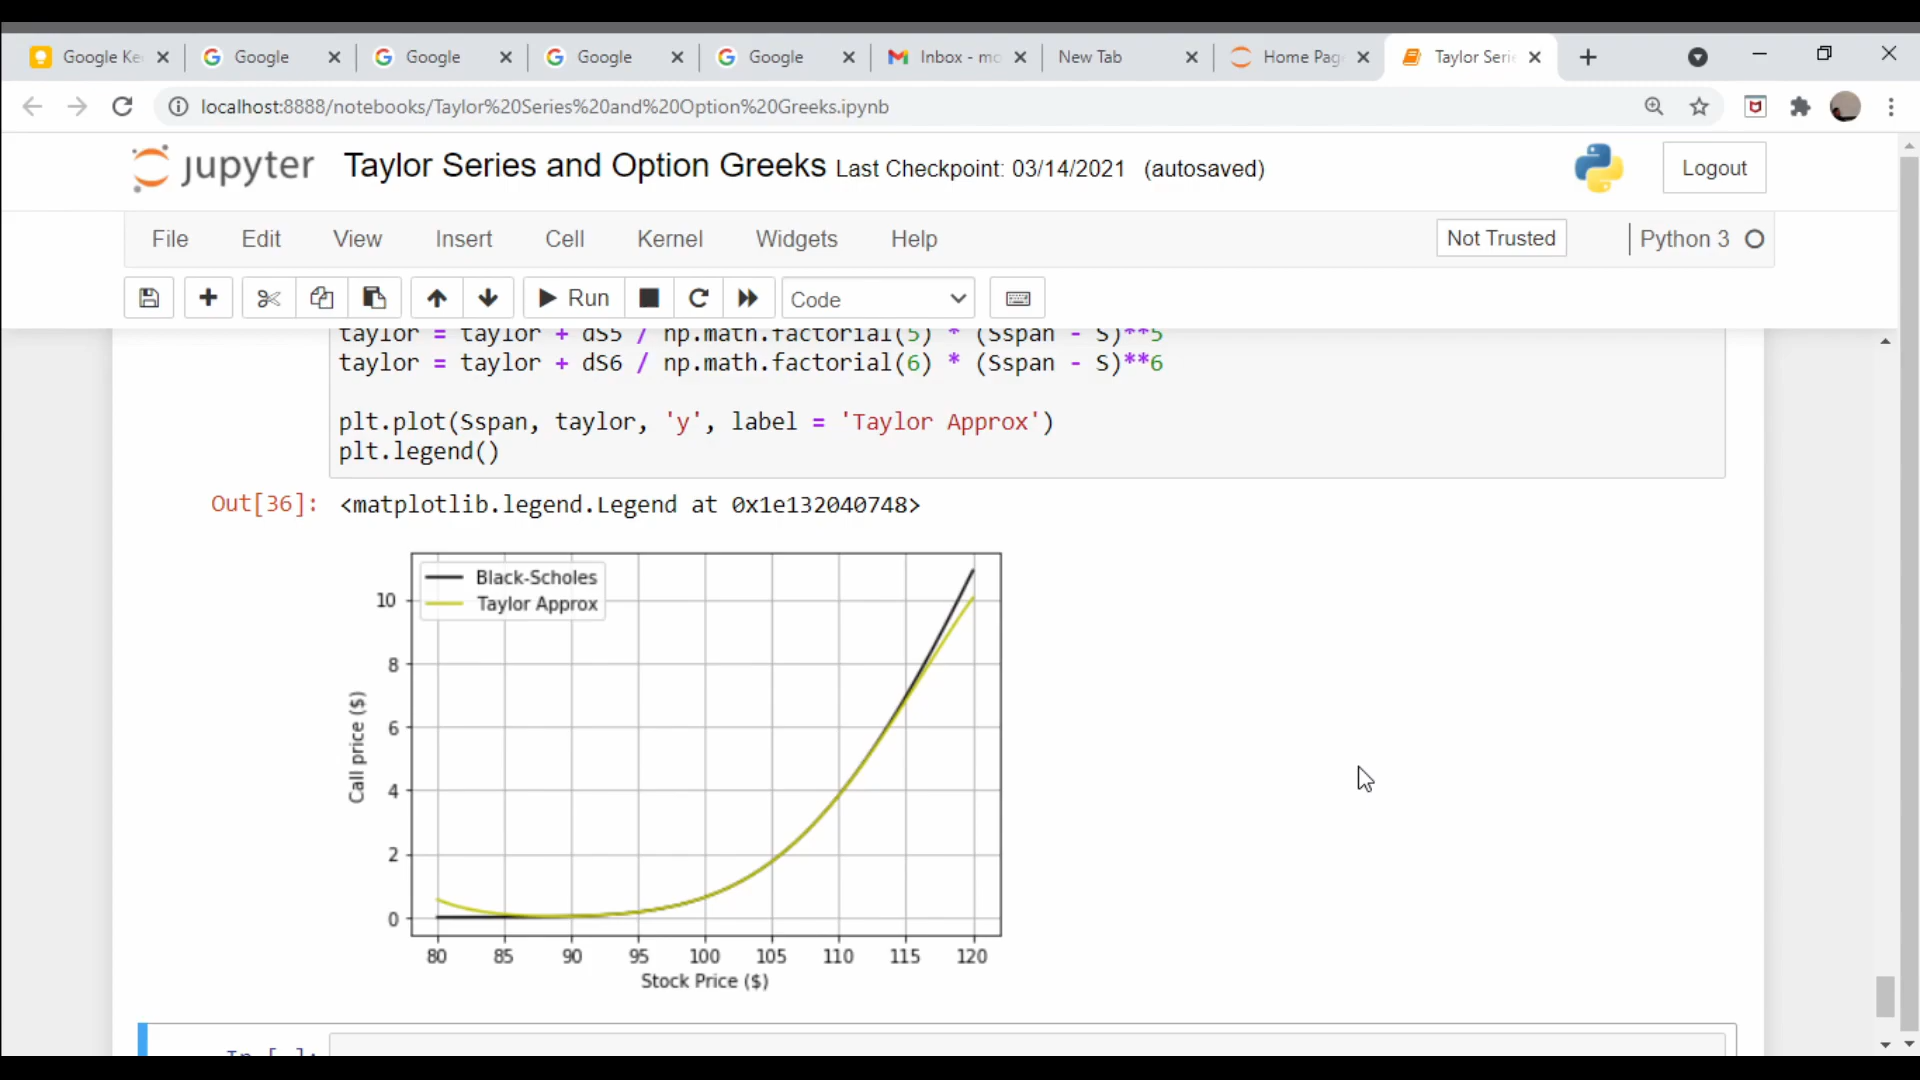 Google Ke
Google
Google
Google
Google
Inbox - mo
New Tab
Home Pag
Taylor Serie
localhost:8888/notebooks/Taylor%20Series%20and%20Option%20Greeks.ipynb
jupyter Taylor Series and Option Greeks Last Checkpoint: 03/14/2021 (autosaved)
Logout
File Edit View Insert Cell Kernel Widgets Help
Not Trusted
Python 3
Run
Code
taylor = taylor + dS5 / np.math.factorial(5) * (Sspan - S)**5
taylor = taylor + dS6 / np.math.factorial(6) * (Sspan - S)**6
plt.plot(Sspan, taylor, 'y', label = 'Taylor Approx')
plt.legend()
Out[36]: <matplotlib.legend.Legend at 0x1e132040748>
Black-Scholes
Taylor Approx
10
8
6
4
2
0
Call price ($)
80 85 90 95 100 105 110 115 120
Stock Price ($)
In [ ]: